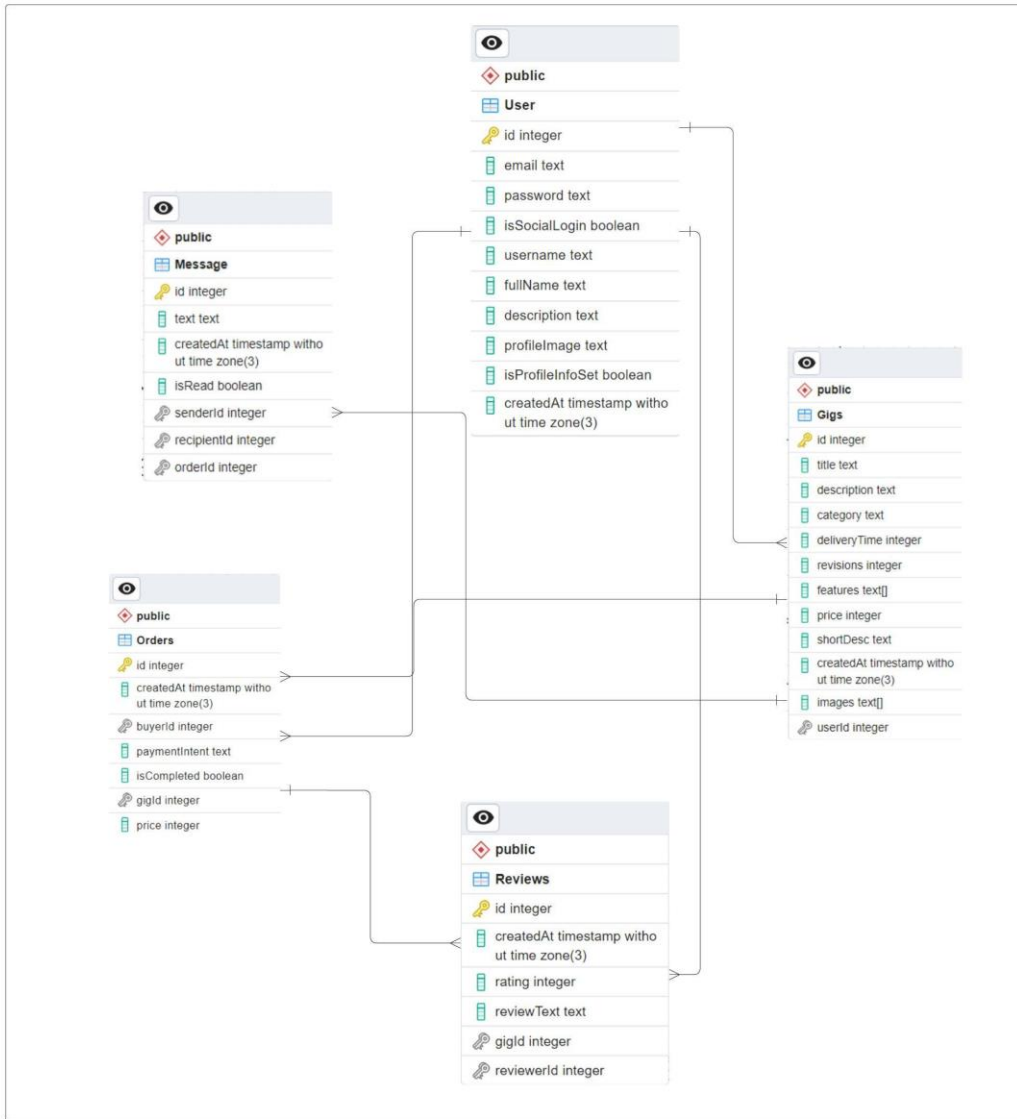 public
User
id integer
email text
password text
isSocialLogin boolean
username text
fullName text
description text
profileImage text
isProfileInfoSet boolean
createdAt timestamp witho
ut time zone(3)
public
Message
id integer
text text
createdAt timestamp witho
ut time zone(3)
isRead boolean
senderId integer
recipientId integer
orderId integer
public
Gigs
id integer
title text
description text
category text
deliveryTime integer
revisions integer
features text[]
price integer
shortDesc text
createdAt timestamp witho
ut time zone(3)
images text[]
userId integer
public
Orders
id integer
createdAt timestamp witho
ut time zone(3)
buyerId integer
paymentIntent text
isCompleted boolean
gigId integer
price integer
public
Reviews
id integer
createdAt timestamp witho
ut time zone(3)
rating integer
reviewText text
gigId integer
reviewerId integer